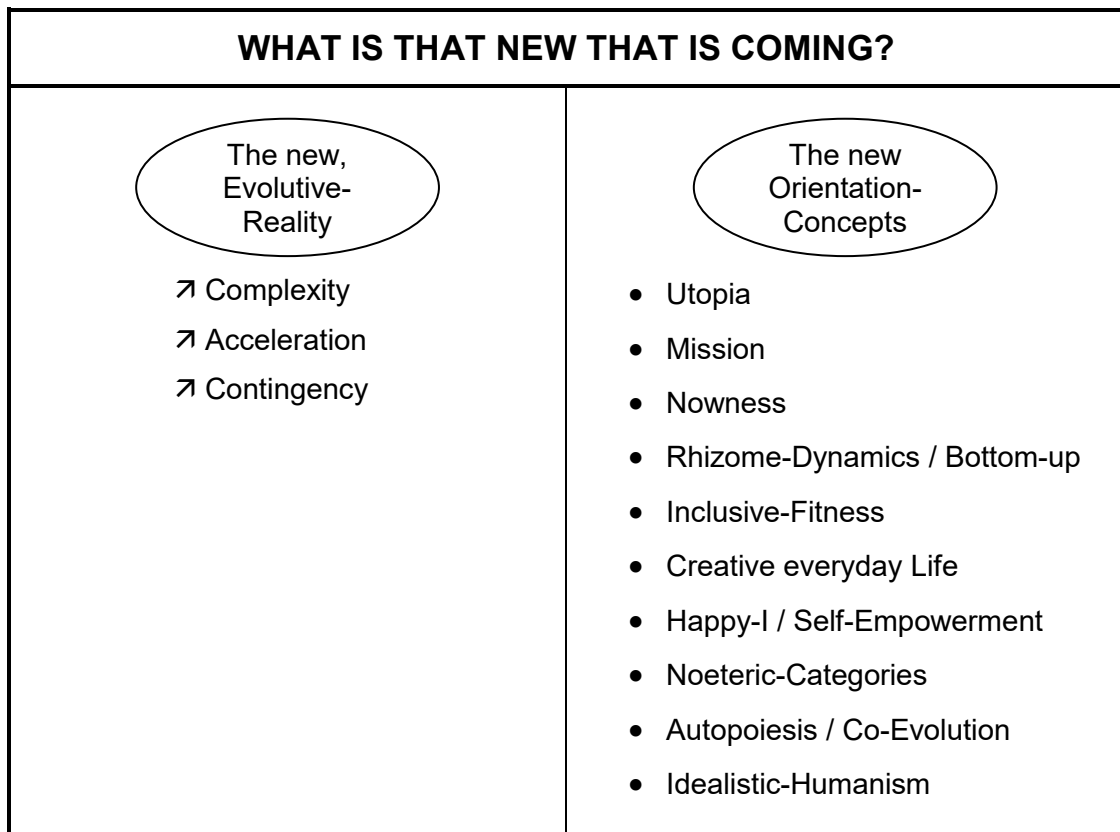 WHAT IS THAT NEW THAT IS COMING?
The new,
Evolutive-
Reality
↗ Complexity
↗ Acceleration
↗ Contingency
The new
Orientation-
Concepts
• Utopia
• Mission
• Nowness
• Rhizome-Dynamics / Bottom-up
• Inclusive-Fitness
• Creative everyday Life
• Happy-I / Self-Empowerment
• Noeteric-Categories
• Autopoiesis / Co-Evolution
• Idealistic-Humanism